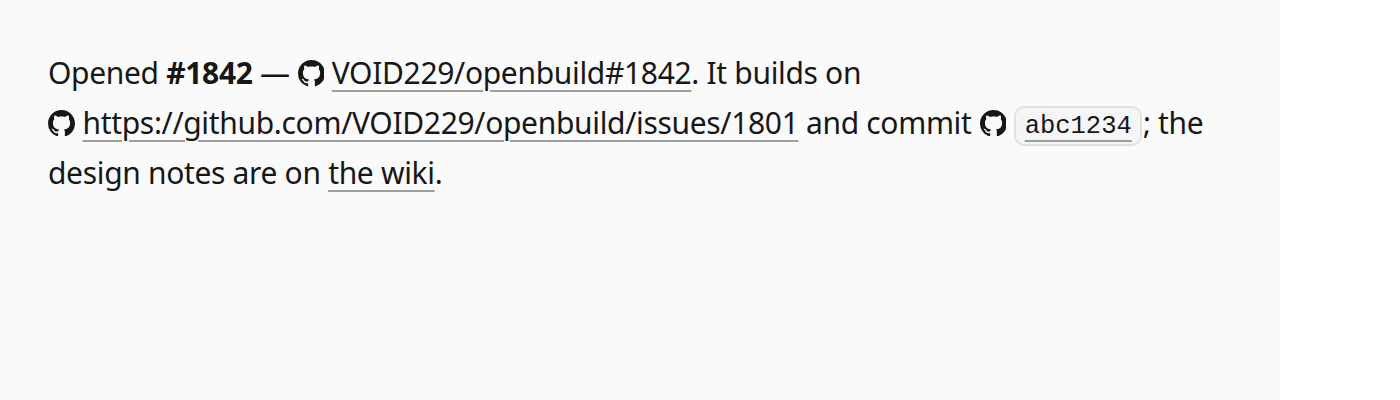 Opened #1842 — VOID229/openbuild#1842. It builds on
https://github.com/VOID229/openbuild/issues/1801 and commit abc1234; the
design notes are on the wiki.